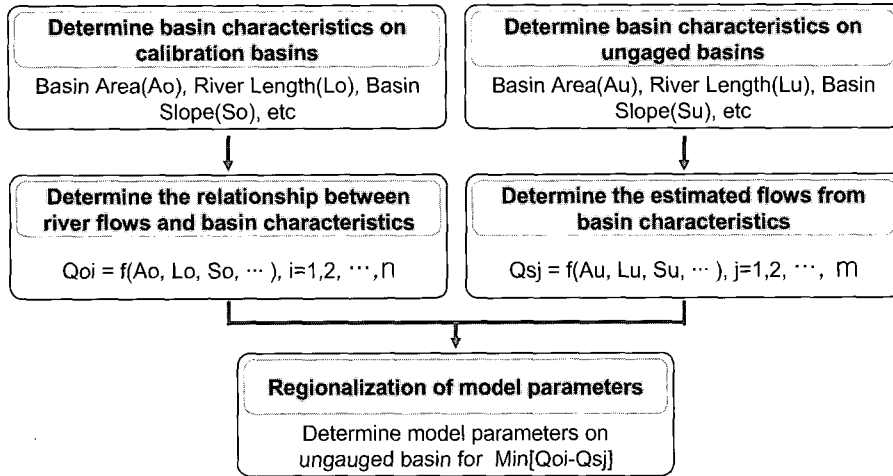 Determine basin characteristics on
calibration basins
Basin Area(Ao), River Length(Lo), Basin
Slope(So), etc
Determine basin characteristics on
ungaged basins
Basin Area(Au), River Length(Lu), Basin
Slope(Su), etc
Determine the relationship between
river flows and basin characteristics
Qoi = f(Ao, Lo, So, ··· ), i=1,2, ···,n
Determine the estimated flows from
basin characteristics
Qsj = f(Au, Lu, Su, ··· ), j=1,2, ···, m
Regionalization of model parameters
Determine model parameters on
ungauged basin for Min[Qoi-Qsj]